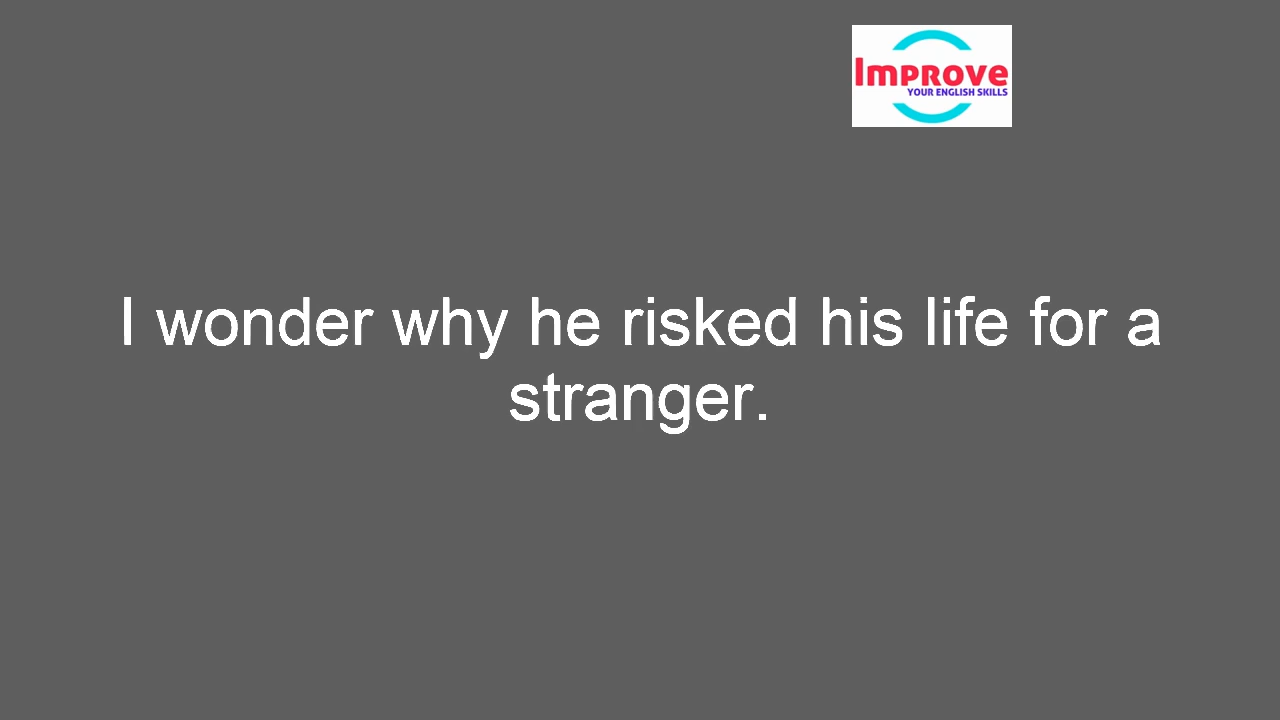 Improve
YOUR ENGLISH SKILLS
I wonder why he risked his life for a
stranger.